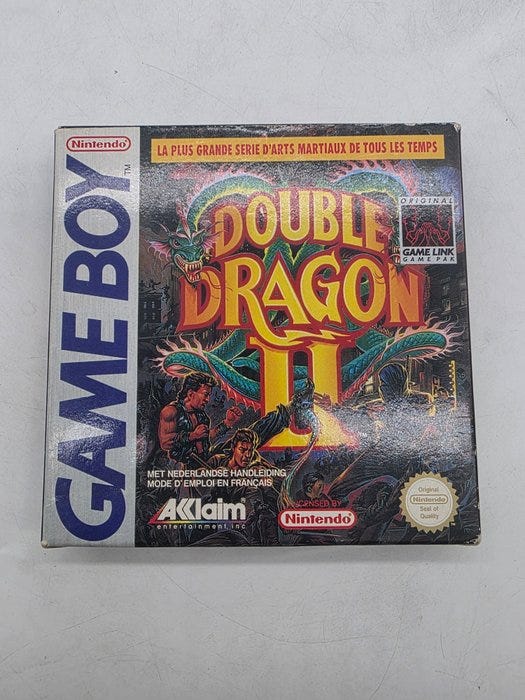 Nintendo
GAME BOY
TM
LA PLUS GRANDE SERIE D'ARTS MARTIAUX DE TOUS LES TEMPS
DOUBLE
DRAGON
II
ORIGINAL
GAME LINK
GAME PAK
MET NEDERLANDSE HANDLEIDING
MODE D'EMPLOI EN FRANÇAIS
AKKlaim
entertainment, inc
LICENSED BY
Nintendo
Original
Nintendo
Seal of
Quality